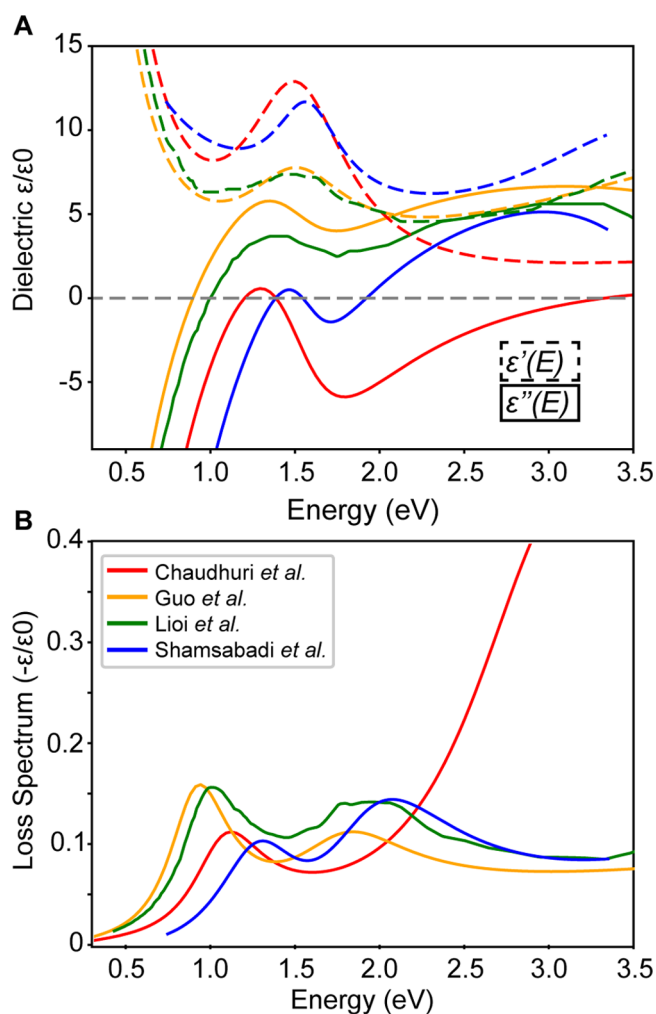 A
15
10
5
0
-5
Dielectric ε/ε0
ε’(E)
ε’’(E)
0.5 1.0 1.5 2.0 2.5 3.0 3.5
Energy (eV)
B
0.4
0.3
0.2
0.1
0
Loss Spectrum (-ε/ε0)
Chaudhuri et al.
Guo et al.
Lioi et al.
Shamsabadi et al.
0.5 1.0 1.5 2.0 2.5 3.0 3.5
Energy (eV)